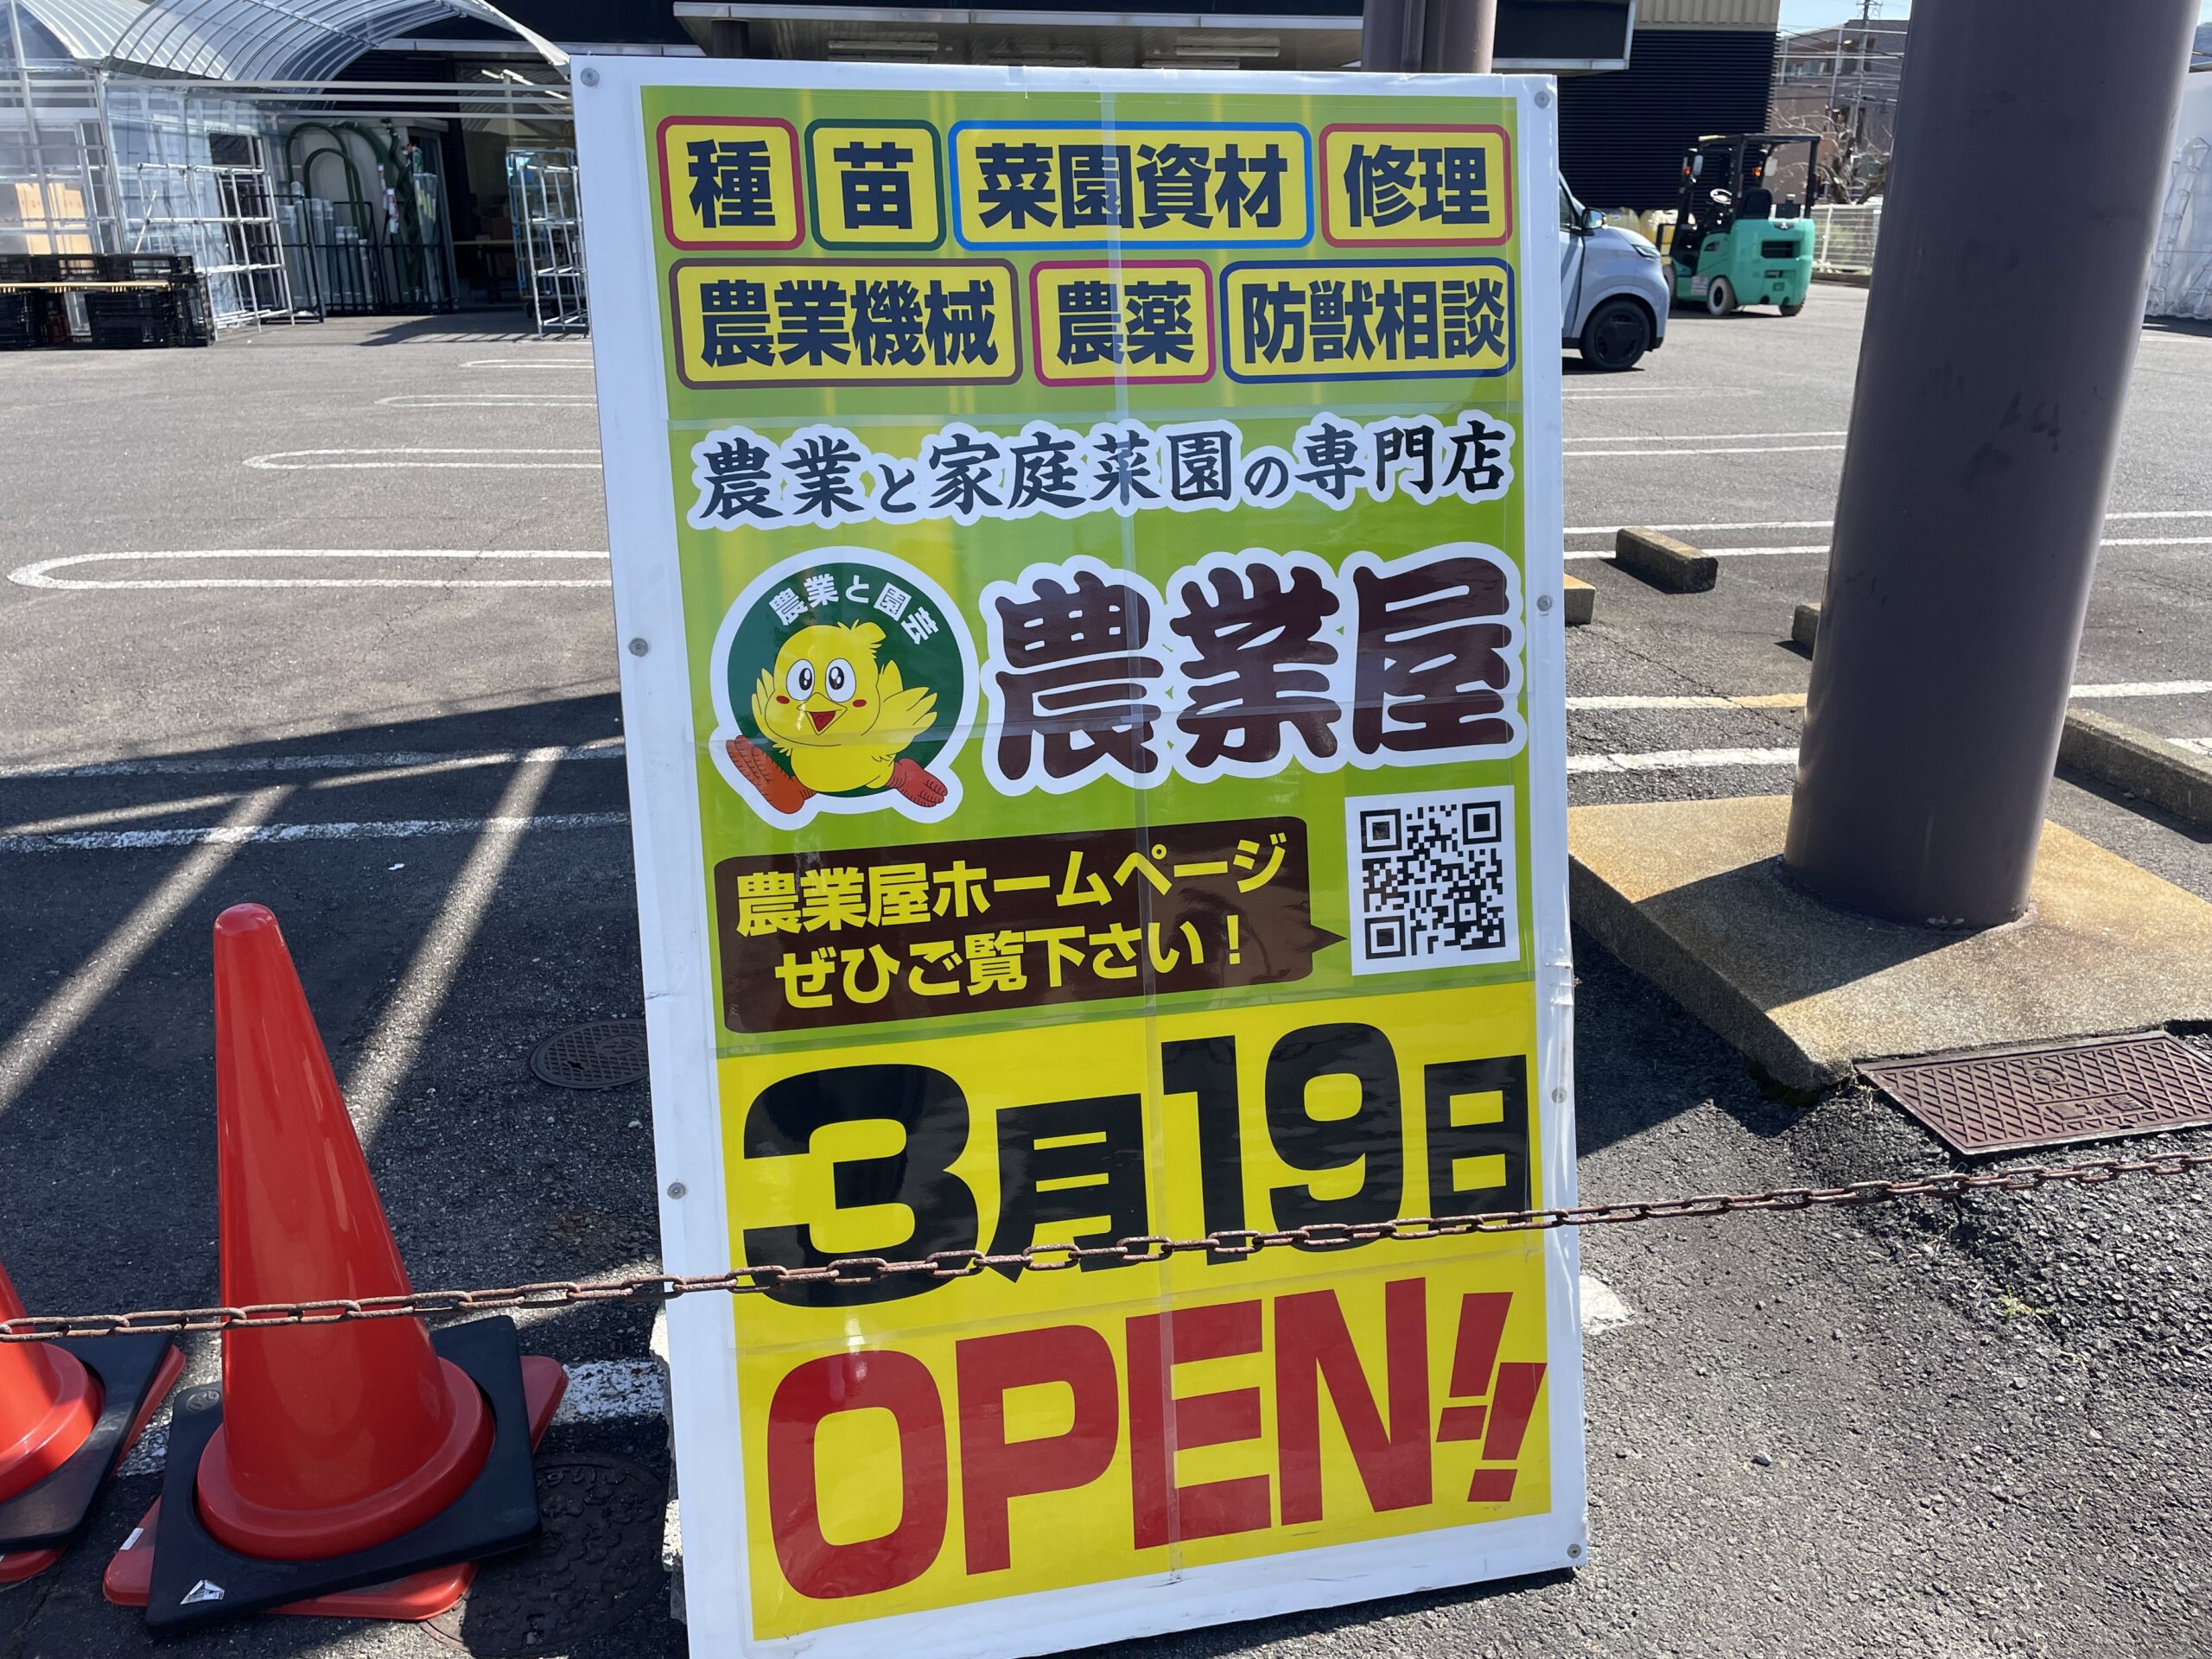 種 苗 菜園資材 修理
農業機械 農薬 防獣相談
農業と家庭菜園の専門店
農業と園芸
農業屋
農業屋ホームページ
ぜひご覧下さい！
3月19日
OPEN!!